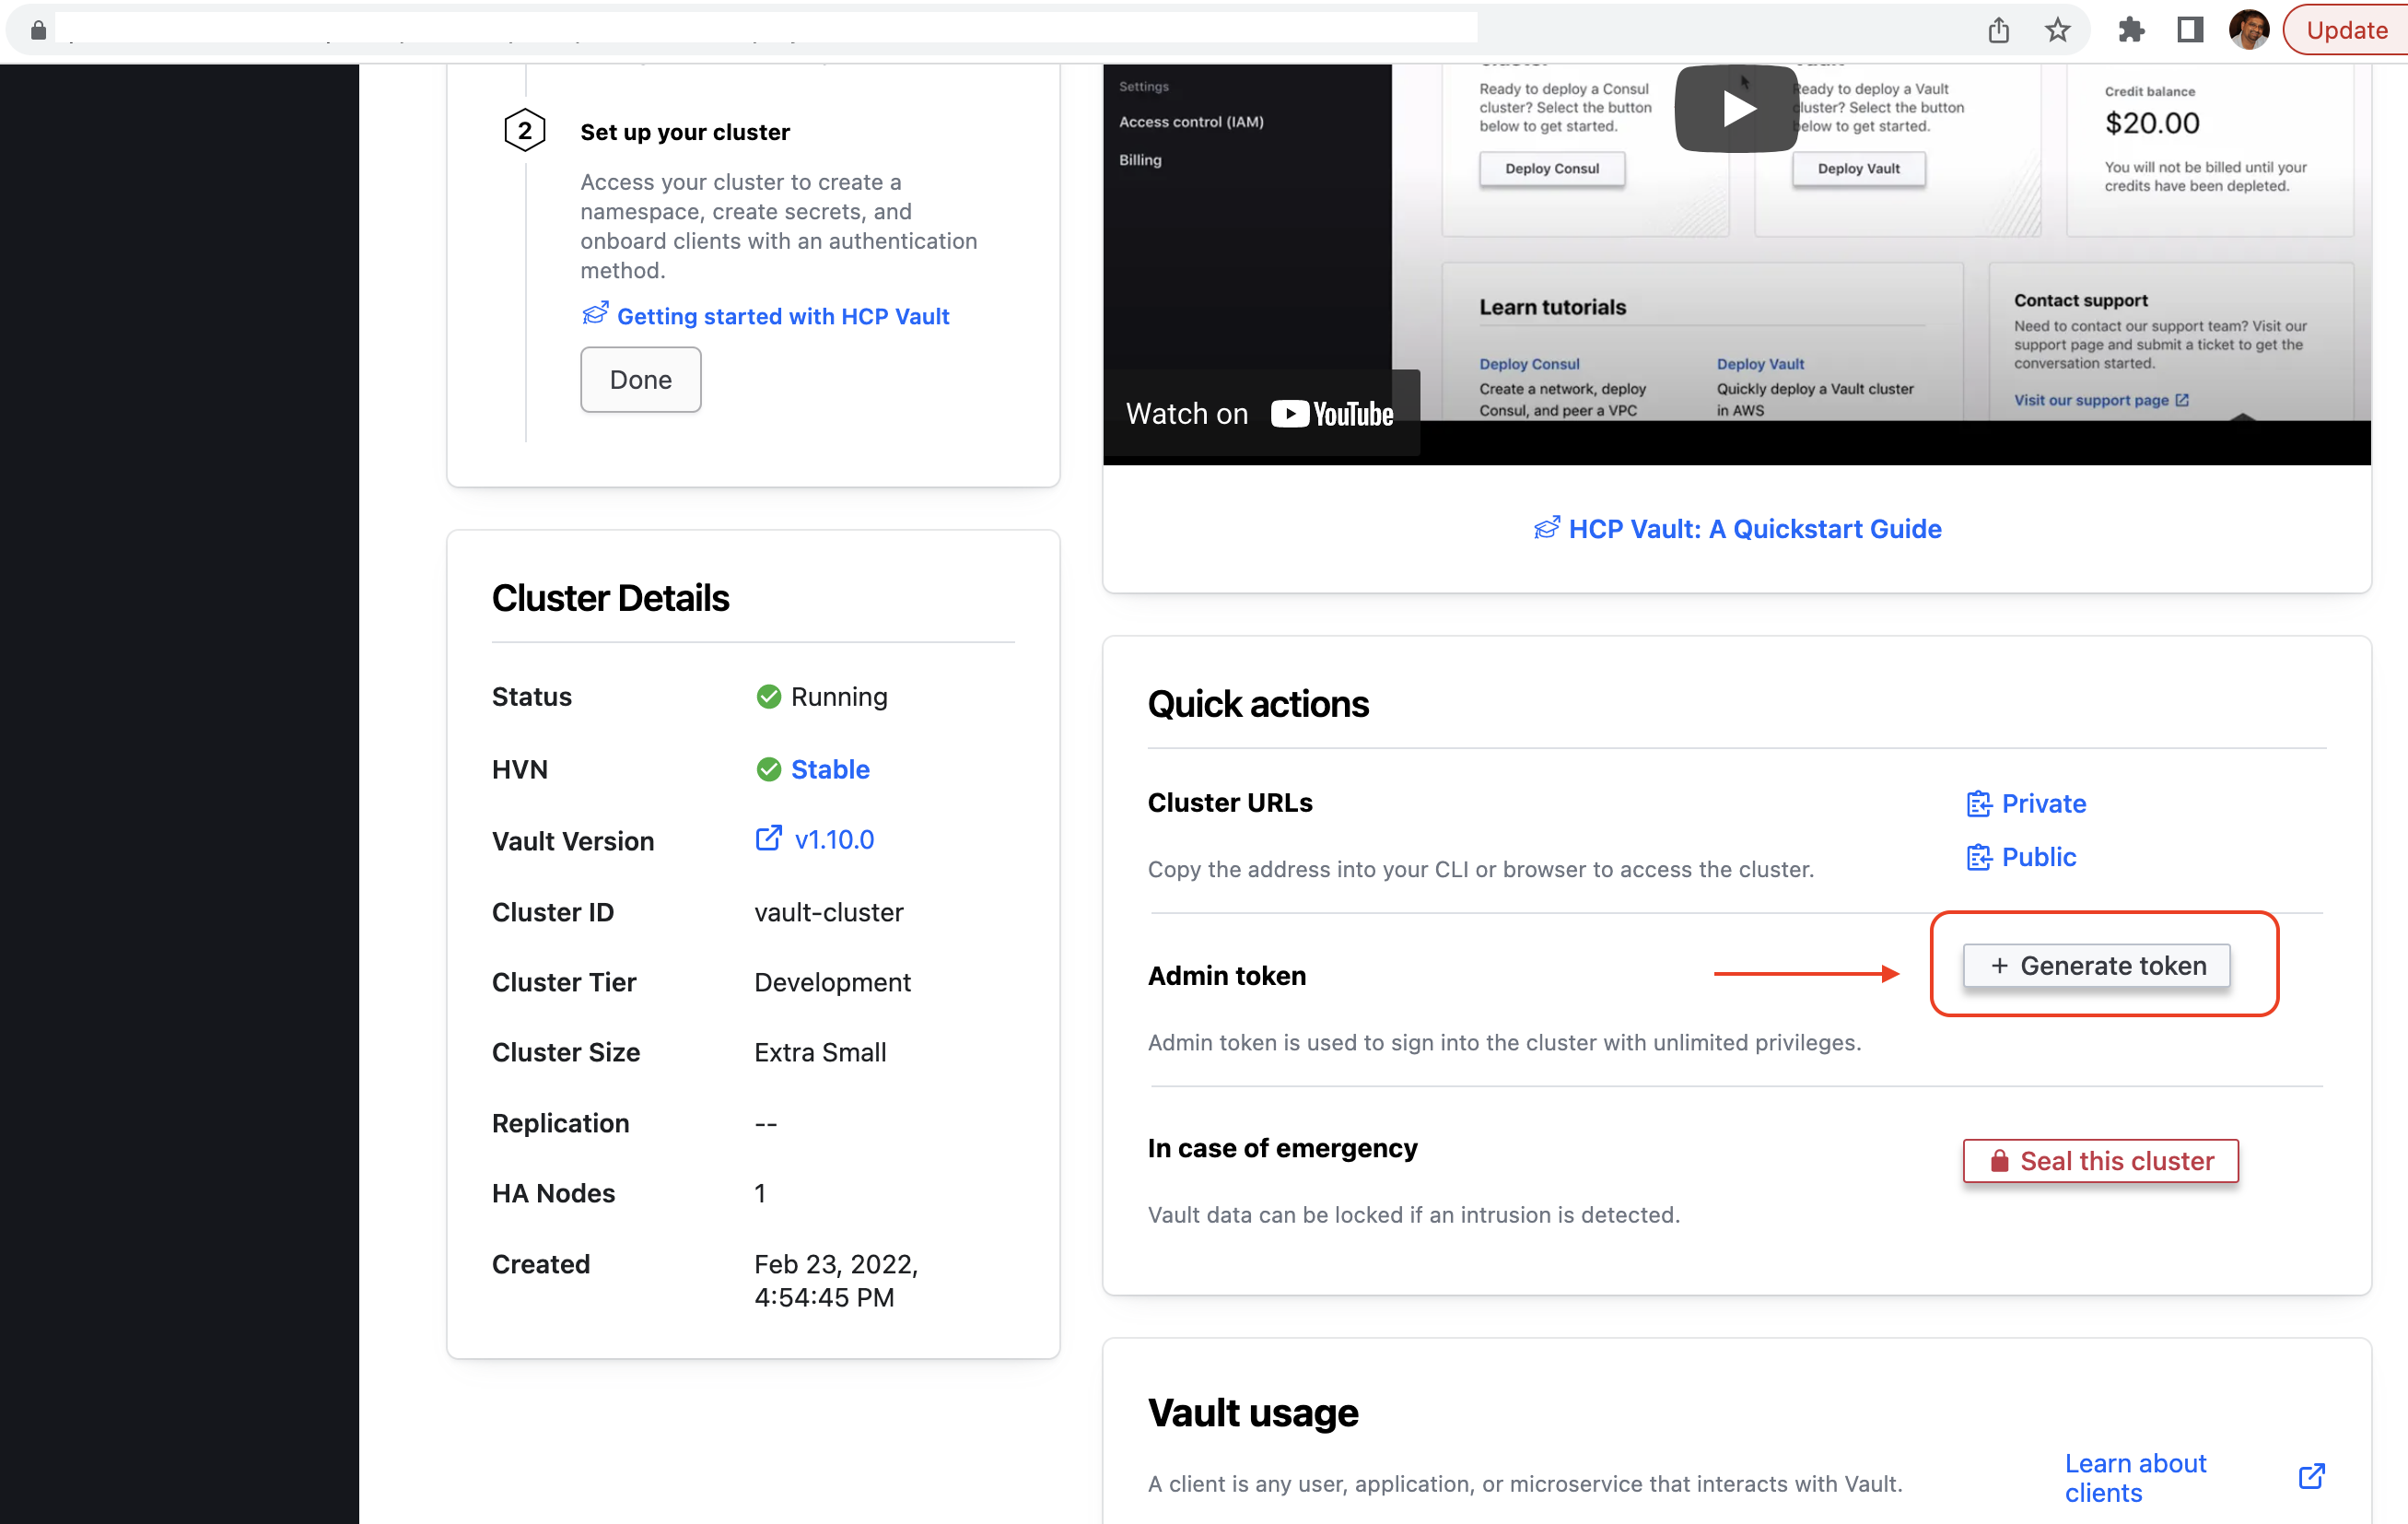 Update
2
Set up your cluster
Access your cluster to create a
namespace, create secrets, and
onboard clients with an authentication
method.
Getting started with HCP Vault
Done
Settings
Access control (IAM)
Billing
Ready to deploy a Consul
cluster? Select the button
below to get started.
Deploy Consul
Ready to deploy a Vault
cluster? Select the button
below to get started.
Deploy Vault
Credit balance
$20.00
You will not be billed until your
credits have been depleted.
Learn tutorials
Deploy Consul
Create a network, deploy
Consul, and peer a VPC
Deploy Vault
Quickly deploy a Vault cluster
in AWS
Contact support
Need to contact our support team? Visit our
support page and submit a ticket to get the
conversation started.
Visit our support page
Watch on YouTube
HCP Vault: A Quickstart Guide
Cluster Details
Status Running
HVN Stable
Vault Version v1.10.0
Cluster ID vault-cluster
Cluster Tier Development
Cluster Size Extra Small
Replication --
HA Nodes 1
Created Feb 23, 2022,
4:54:45 PM
Quick actions
Cluster URLs
Private
Public
Copy the address into your CLI or browser to access the cluster.
Admin token
+ Generate token
Admin token is used to sign into the cluster with unlimited privileges.
In case of emergency
Seal this cluster
Vault data can be locked if an intrusion is detected.
Vault usage
A client is any user, application, or microservice that interacts with Vault.
Learn about
clients